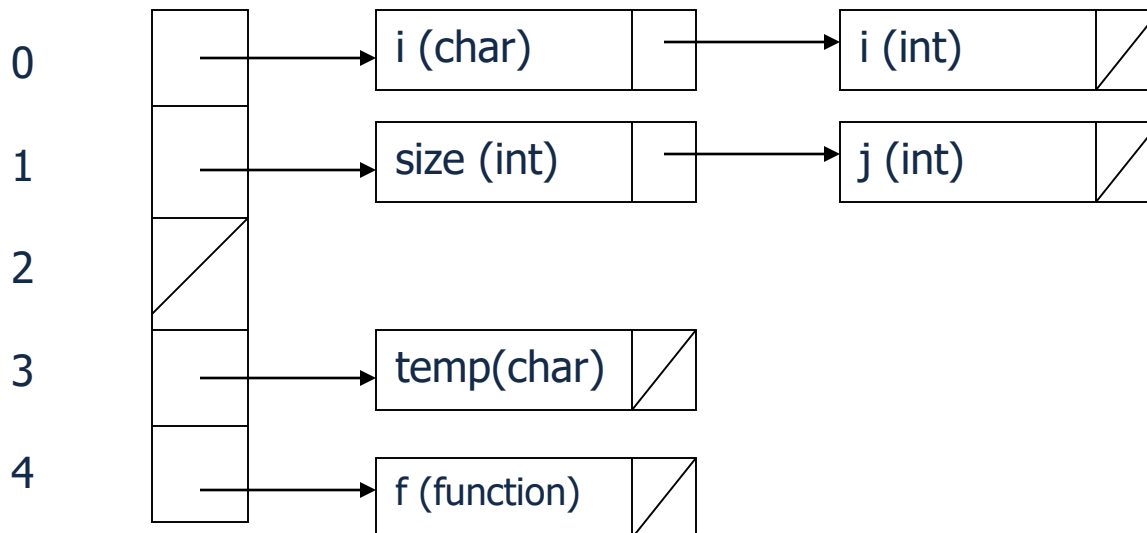 0
i (char)
i (int)
1
size (int)
j (int)
2
3
temp(char)
4
f (function)